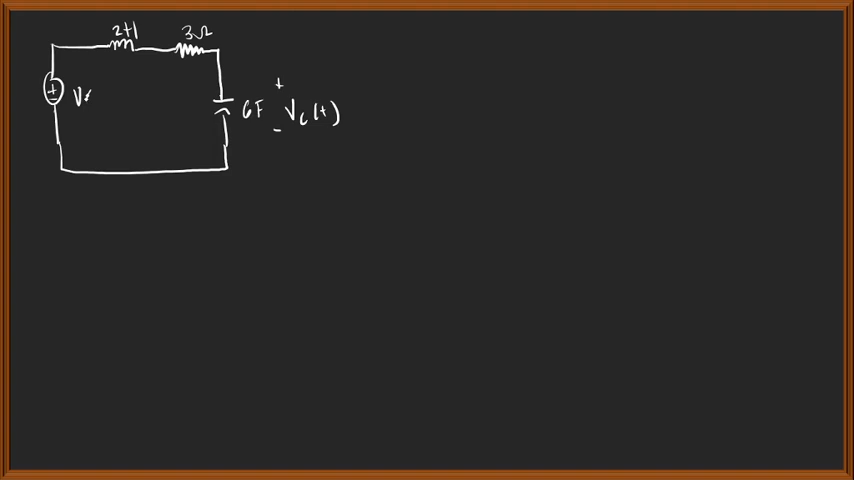 2H 3Ω
+
Vs
+
6F Vc(t)
-
-